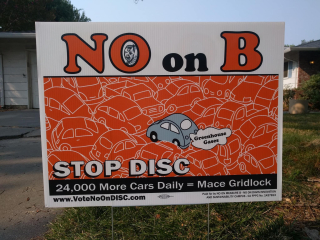 NO on B
Greenhouse
Gases
STOP DISC
24,000 More Cars Daily = Mace Gridlock
www.VoteNoOnDISC.com